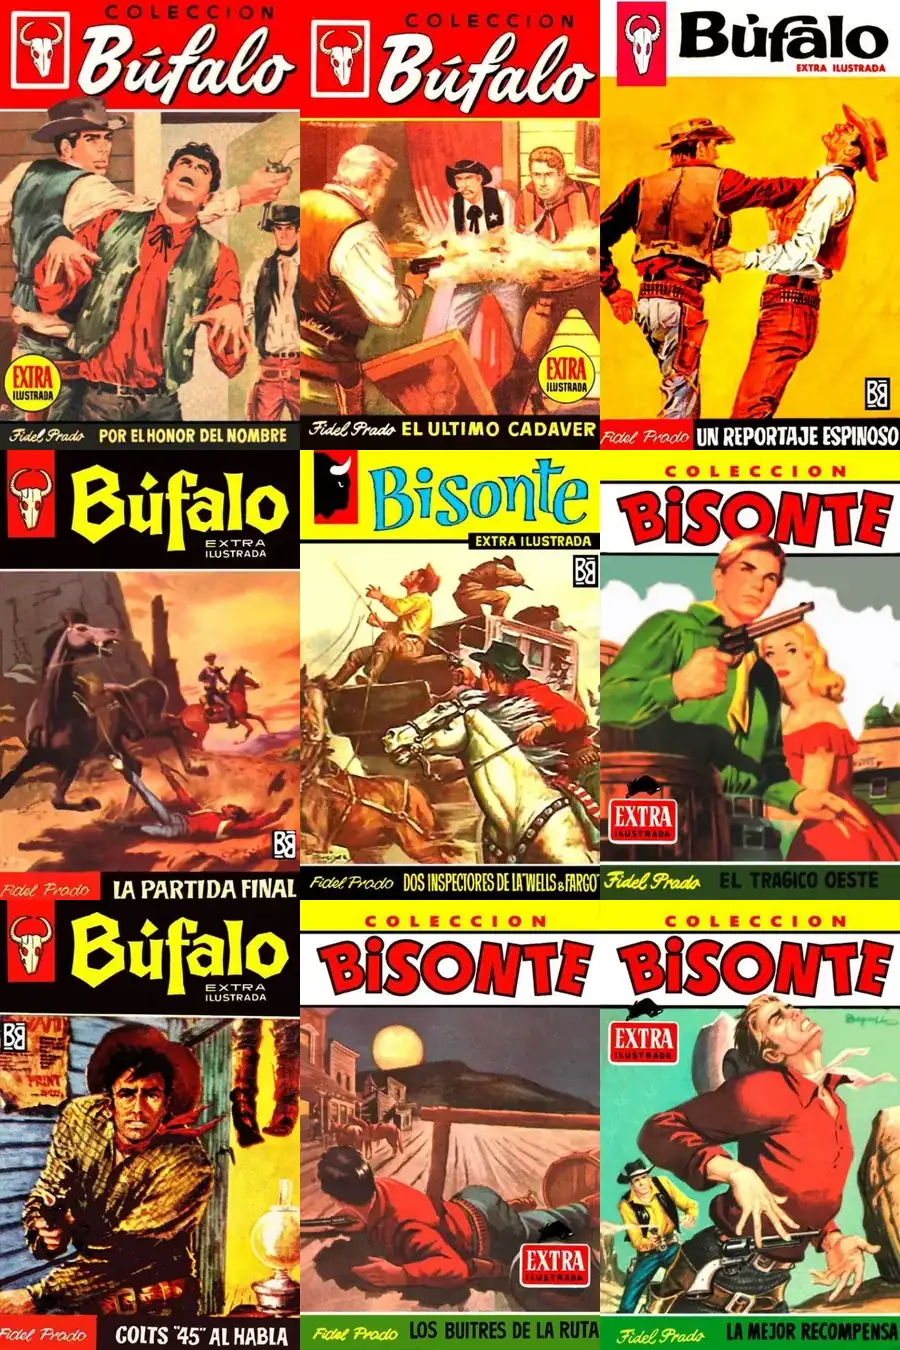 COLECCION
Búfalo
EXTRA
ILUSTRADA
Fidel Prado POR EL HONOR DEL NOMBRE
COLECCION
Búfalo
EXTRA
ILUSTRADA
Fidel Prado EL ULTIMO CADAVER
Búfalo
EXTRA ILUSTRADA
BB
Fidel Prado UN REPORTAJE ESPINOSO
Búfalo
EXTRA
ILUSTRADA
BB
Fidel Prado LA PARTIDA FINAL
Bisonte
EXTRA ILUSTRADA
BB
Fidel Prado DOS INSPECTORES DE LA "WELLS & FARGO"
COLECCION
BiSONTE
EXTRA
ILUSTRADA
Fidel Prado EL TRAGICO OESTE
Búfalo
EXTRA
ILUSTRADA
BB
Fidel Prado COLTS "45" AL HABLA
COLECCION
BiSONTE
EXTRA
ILUSTRADA
Fidel Prado LOS BUITRES DE LA RUTA
COLECCION
BiSONTE
EXTRA
ILUSTRADA
Fidel Prado LA MEJOR RECOMPENSA